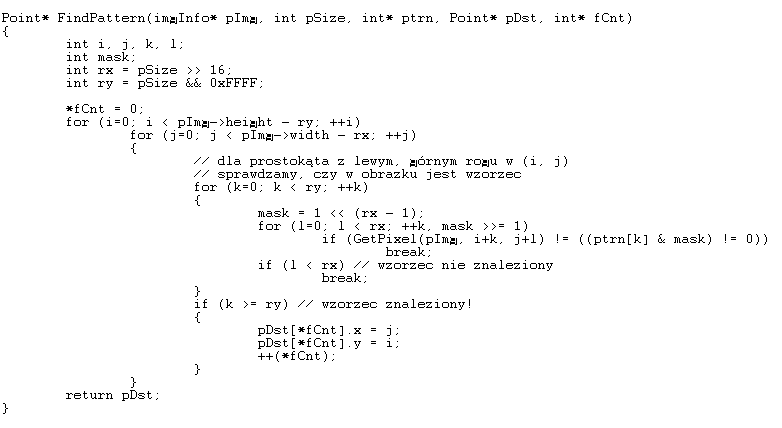 Point* FindPattern(imgInfo* pImg, int pSize, int* ptrn, Point* pDst, int* fCnt)
{
int i, j, k, l;
int mask;
int rx = pSize >> 16;
int ry = pSize && 0xFFFF;
*fCnt = 0;
for (i=0; i < pImg->height - ry; ++i)
for (j=0; j < pImg->width - rx; ++j)
{
// dla prostokąta z lewym, górnym rogu w (i, j)
// sprawdzamy, czy w obrazku jest wzorzec
for (k=0; k < ry; ++k)
{
mask = 1 << (rx - 1);
for (l=0; l < rx; ++k, mask >>= 1)
if (GetPixel(pImg, i+k, j+l) != ((ptrn[k] & mask) != 0))
break;
if (l < rx) // wzorzec nie znaleziony
break;
}
if (k >= ry) // wzorzec znaleziony!
{
pDst[*fCnt].x = j;
pDst[*fCnt].y = i;
++(*fCnt);
}
}
return pDst;
}